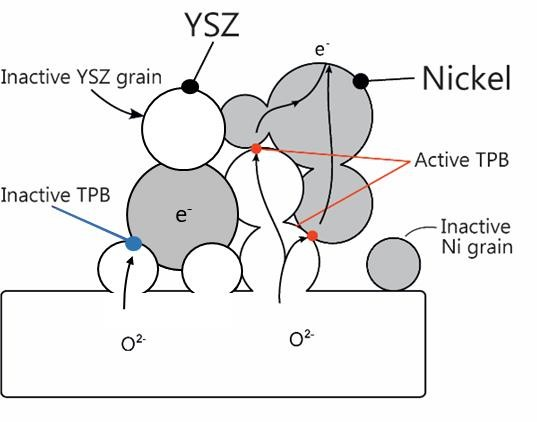 YSZ
e⁻
Inactive YSZ grain
Nickel
Active TPB
Inactive TPB
e⁻
Inactive
Ni grain
O²⁻
O²⁻